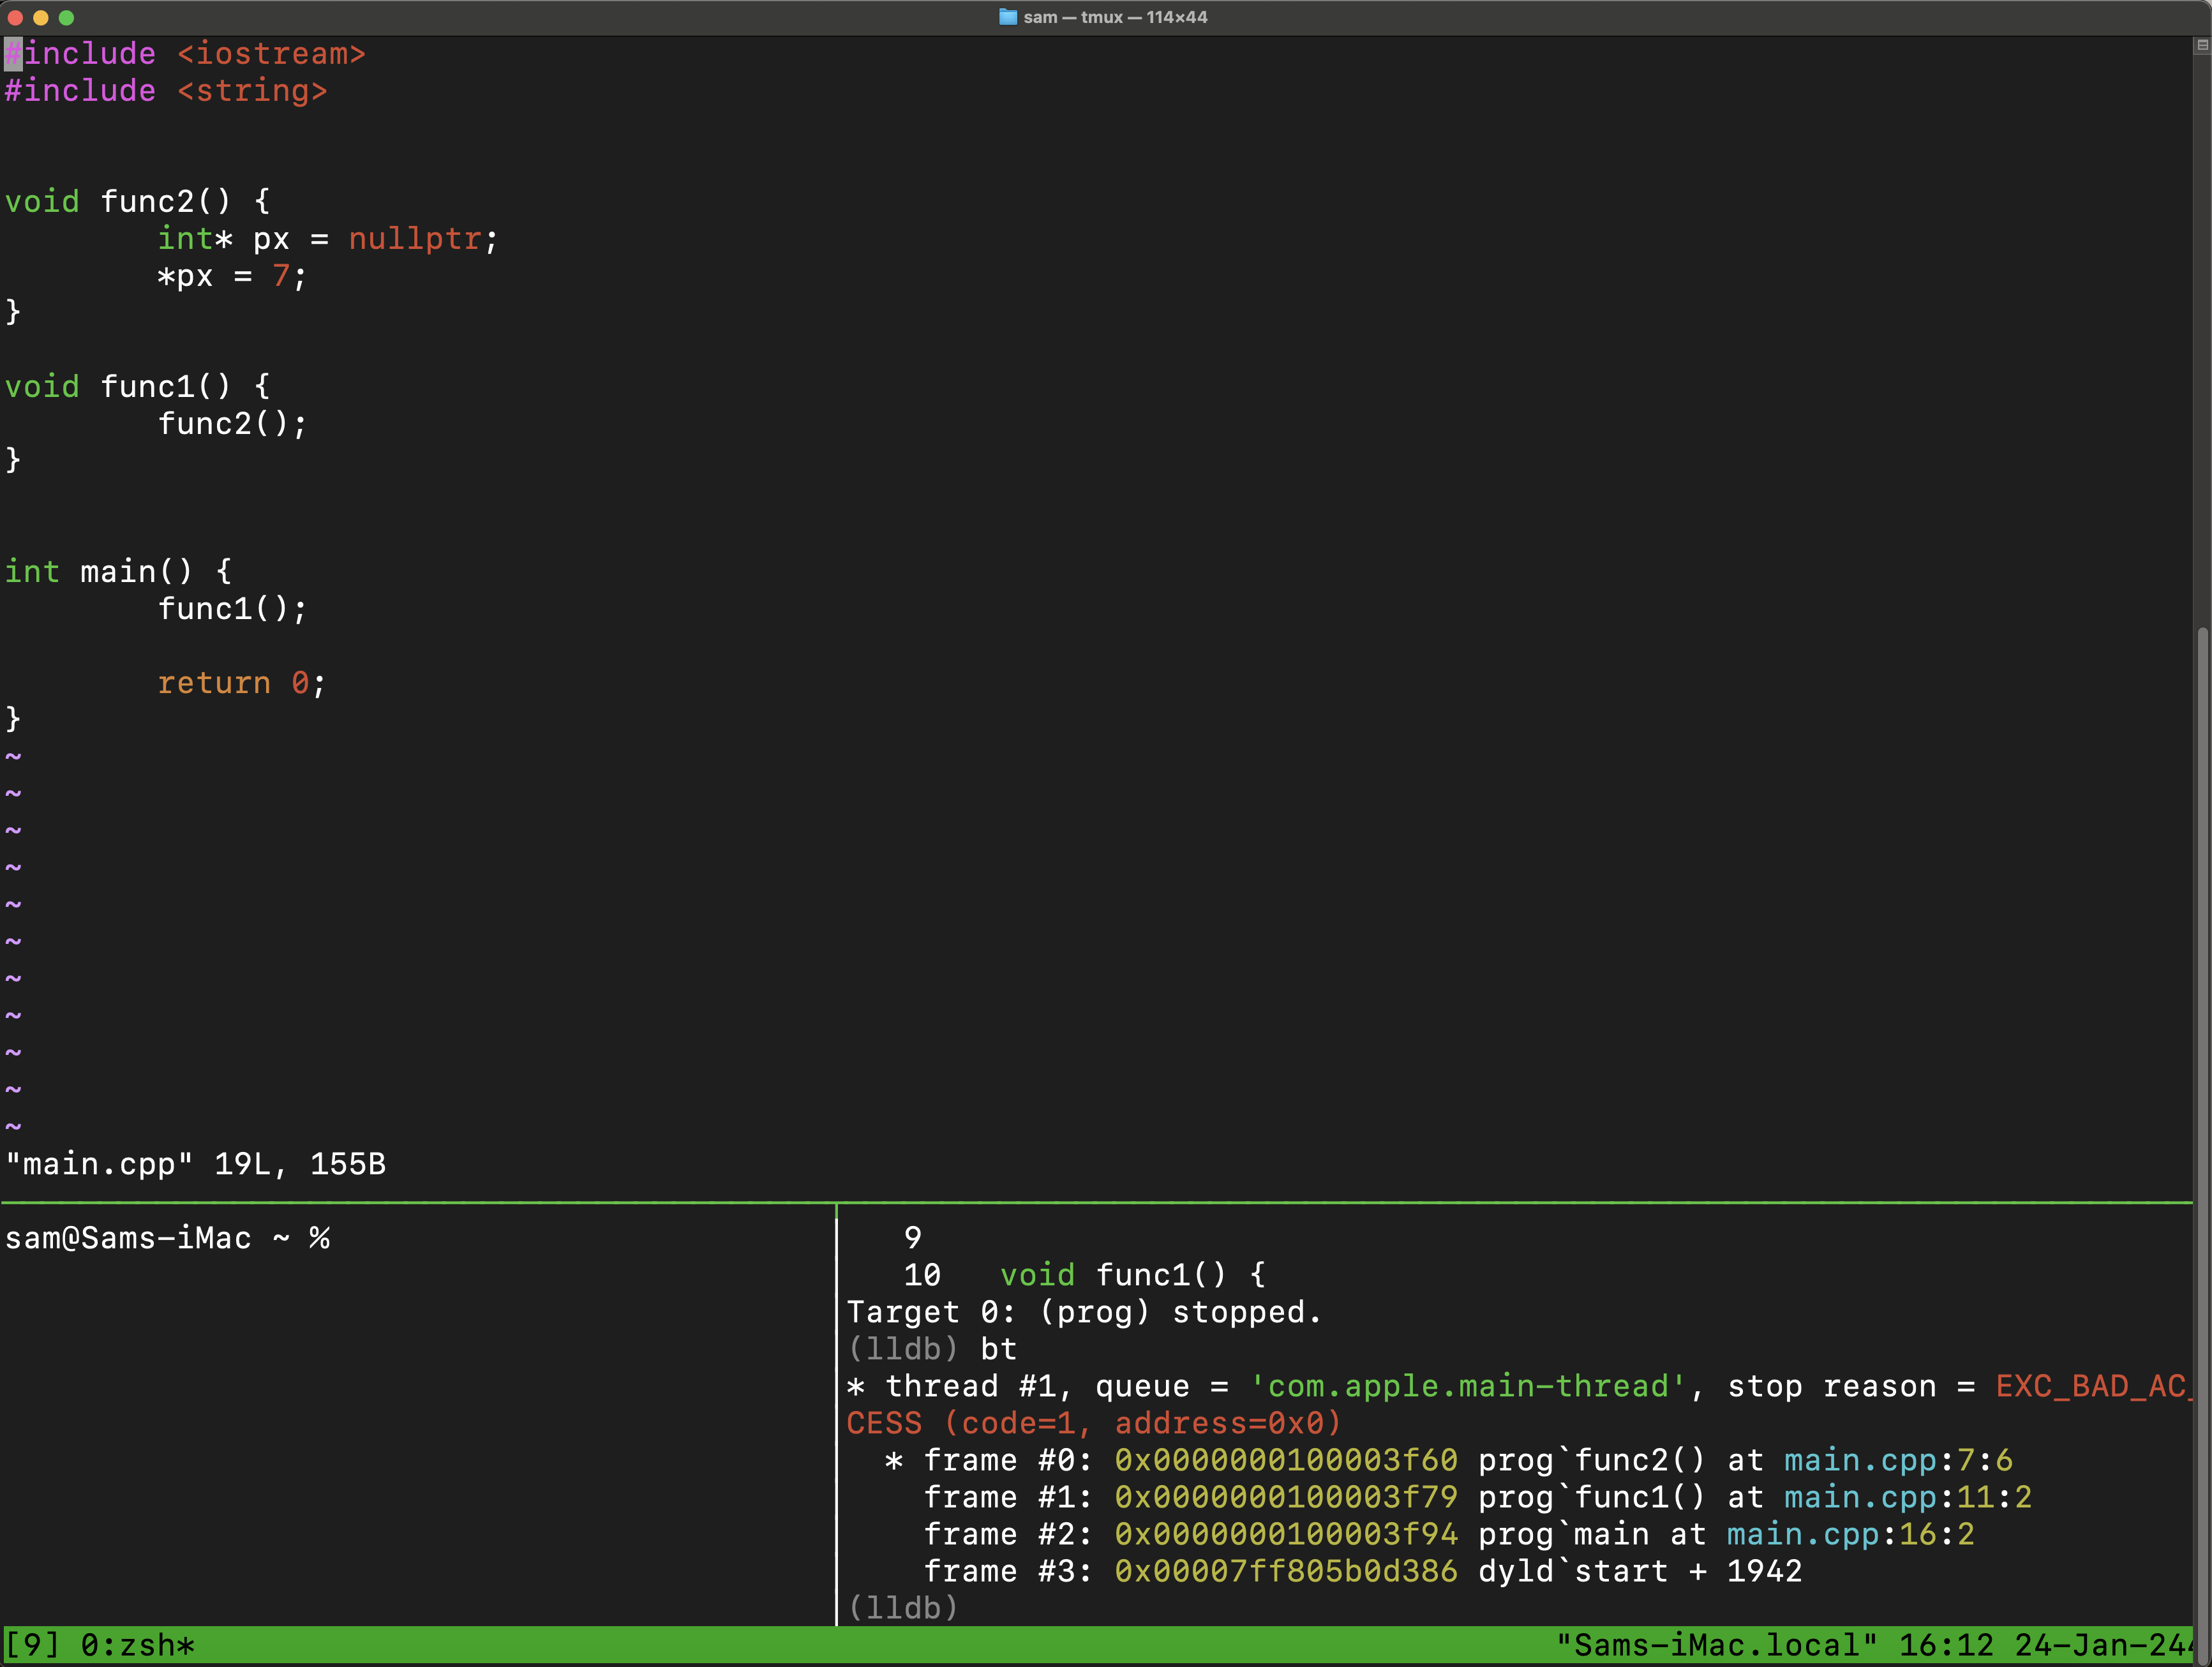 sam — tmux — 114×44
#include <iostream>
#include <string>
void func2() {
        int* px = nullptr;
        *px = 7;
}
void func1() {
        func2();
}
int main() {
        func1();
        return 0;
}
~
~
~
~
~
~
~
~
~
~
~
"main.cpp" 19L, 155B
sam@Sams-iMac ~ %
   9
   10   void func1() {
Target 0: (prog) stopped.
(lldb) bt
* thread #1, queue = 'com.apple.main-thread', stop reason = EXC_BAD_AC
CESS (code=1, address=0x0)
  * frame #0: 0x0000000100003f60 prog`func2() at main.cpp:7:6
    frame #1: 0x0000000100003f79 prog`func1() at main.cpp:11:2
    frame #2: 0x0000000100003f94 prog`main at main.cpp:16:2
    frame #3: 0x00007ff805b0d386 dyld`start + 1942
(lldb)
[9] 0:zsh* "Sams-iMac.local" 16:12 24-Jan-24